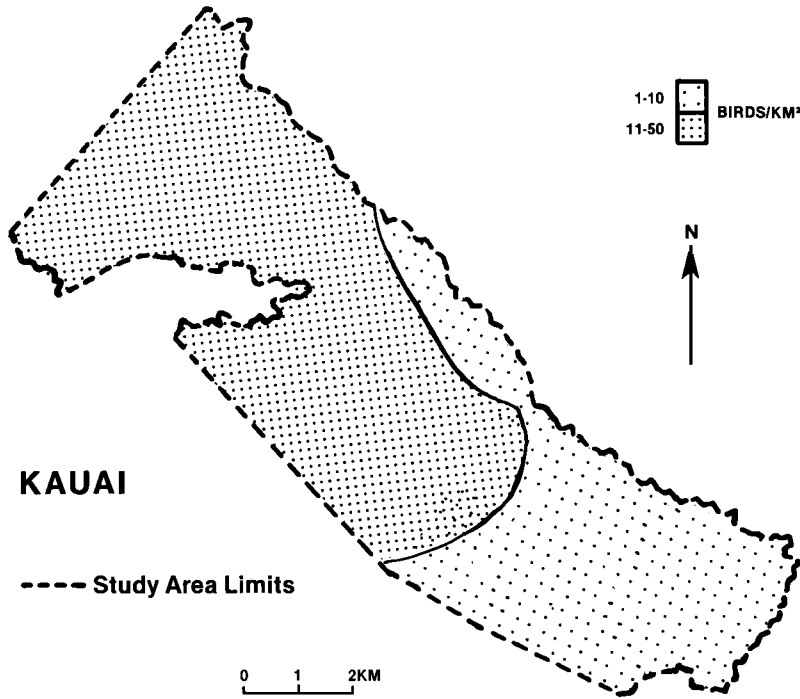 1-10
11-50
BIRDS/KM²
N
KAUAI
Study Area Limits
0 1 2KM